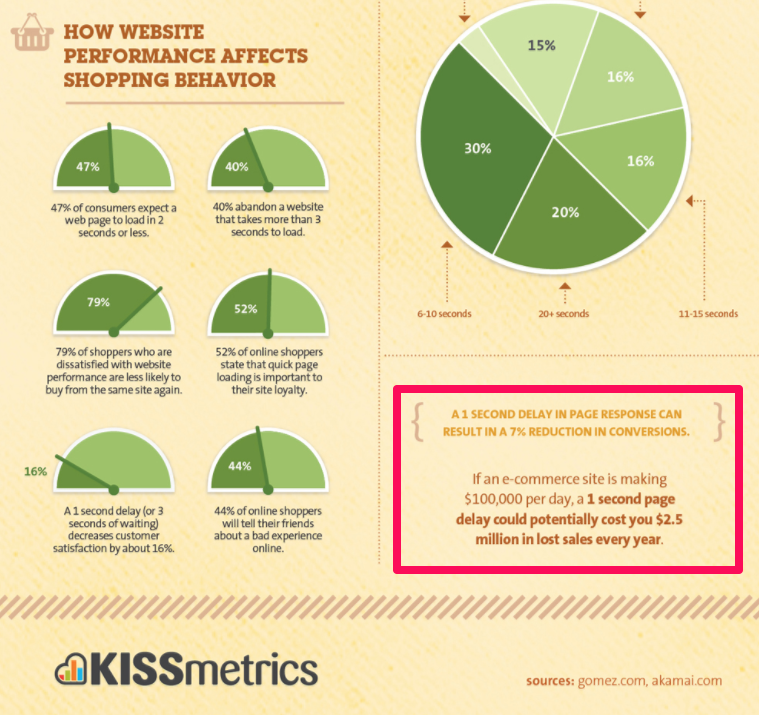 HOW WEBSITE
PERFORMANCE AFFECTS
SHOPPING BEHAVIOR
47%
47% of consumers expect a
web page to load in 2
seconds or less.
40%
40% abandon a website
that takes more than 3
seconds to load.
79%
79% of shoppers who are
dissatisfied with website
performance are less likely to
buy from the same site again.
52%
52% of online shoppers
state that quick page
loading is important to
their site loyalty.
16%
A 1 second delay (or 3
seconds of waiting)
decreases customer
satisfaction by about 16%.
44%
44% of online shoppers
will tell their friends
about a bad experience
online.
15%
16%
30%
16%
20%
6-10 seconds
20+ seconds
11-15 seconds
{ A 1 SECOND DELAY IN PAGE RESPONSE CAN }
RESULT IN A 7% REDUCTION IN CONVERSIONS.
If an e-commerce site is making
$100,000 per day, a 1 second page
delay could potentially cost you $2.5
million in lost sales every year.
KISSmetrics
sources: gomez.com, akamai.com